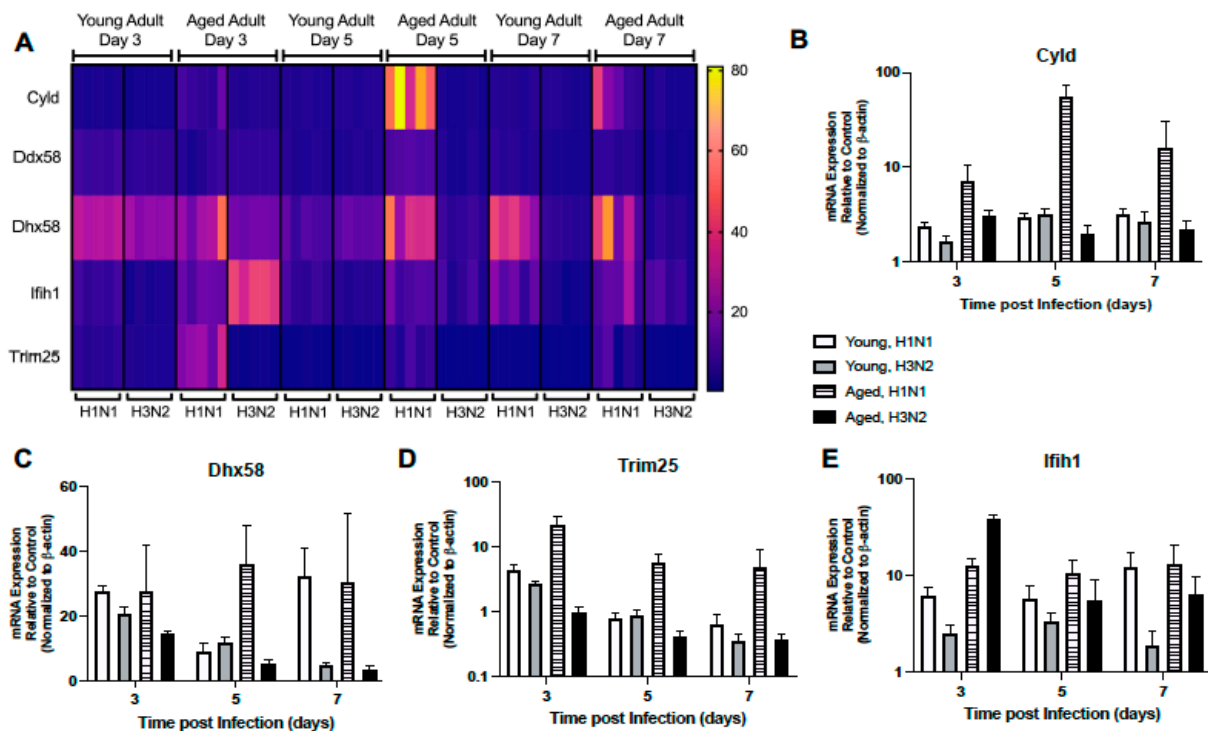 A
Young Adult Day 3
Aged Adult Day 3
Young Adult Day 5
Aged Adult Day 5
Young Adult Day 7
Aged Adult Day 7
Cyld
Ddx58
Dhx58
Ifih1
Trim25
80
60
40
20
H1N1 H3N2 H1N1 H3N2 H1N1 H3N2 H1N1 H3N2 H1N1 H3N2 H1N1 H3N2
B
Cyld
mRNA Expression
Relative to Control
(Normalized to β-actin)
100
10
1
3 5 7
Time post Infection (days)
Young, H1N1
Young, H3N2
Aged, H1N1
Aged, H3N2
C
Dhx58
mRNA Expression
Relative to Control
(Normalized to β-actin)
60
40
20
0
3 5 7
Time post Infection (days)
D
Trim25
mRNA Expression
Relative to Control
(Normalized to β-actin)
100
10
1
0.1
3 5 7
Time post Infection (days)
E
Ifih1
mRNA Expression
Relative to Control
(Normalized to β-actin)
100
10
1
3 5 7
Time post Infection (days)